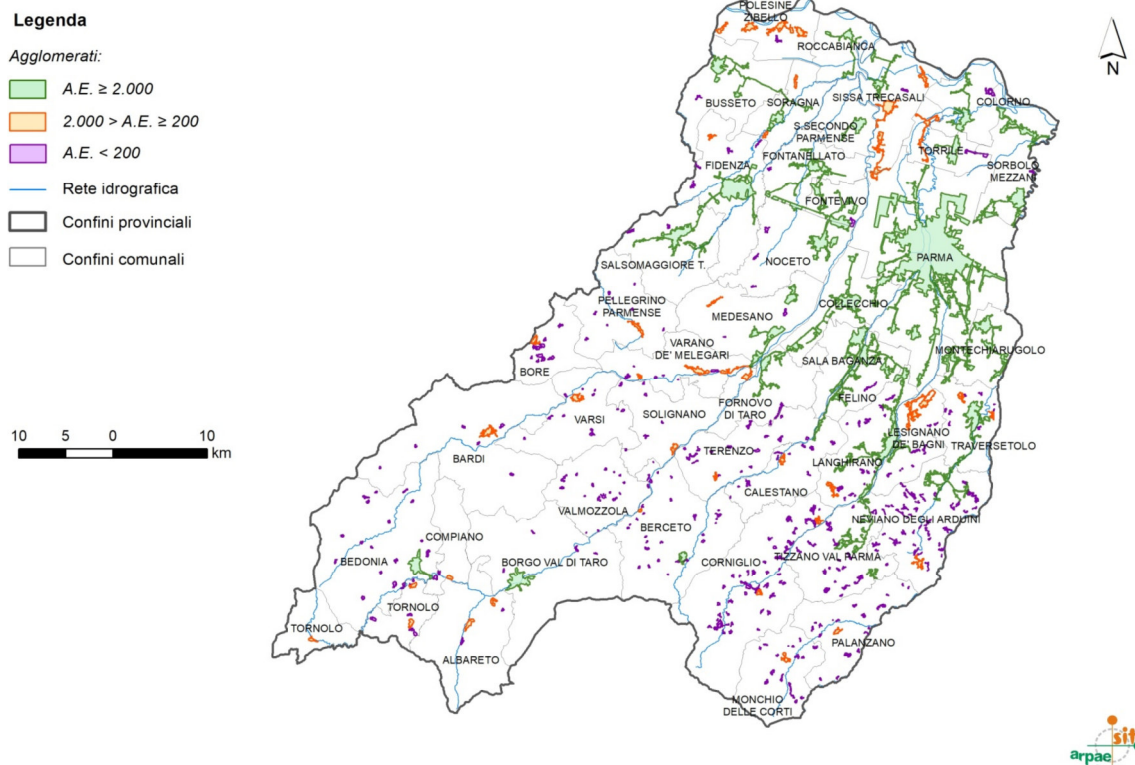 Legenda
Agglomerati:
A.E. ≥ 2.000
2.000 > A.E. ≥ 200
A.E. < 200
Rete idrografica
Confini provinciali
Confini comunali
10 5 0 10
km
N
POLESINE
ZIBELLO
ROCCABIANCA
BUSSETO
SORAGNA
SISSA TRECASALI
COLORNO
S.SECONDO
PARMENSE
TORRILE
SORBOLO
MEZZANI
FIDENZA
FONTANELLATO
FONTEVIVO
PARMA
SALSOMAGGIORE T.
NOCETO
PELLEGRINO
PARMENSE
MEDESANO
COLLECCHIO
VARANO
DE' MELEGARI
SALA BAGANZA
MONTECHIARUGOLO
BORE
FORNOVO
DI TARO
FELINO
VARSI
SOLIGNANO
LESIGNANO
DE' BAGNI
TRAVERSETOLO
BARDI
TERENZO
LANGHIRANO
CALESTANO
VALMOZZOLA
NEVIANO DEGLI ARDUINI
BERCETO
COMPIANO
BEDONIA
BORGO VAL DI TARO
CORNIGLIO
TIZZANO VAL PARMA
TORNOLO
TORNOLO
ALBARETO
PALANZANO
MONCHIO
DELLE CORTI
sit
arpae